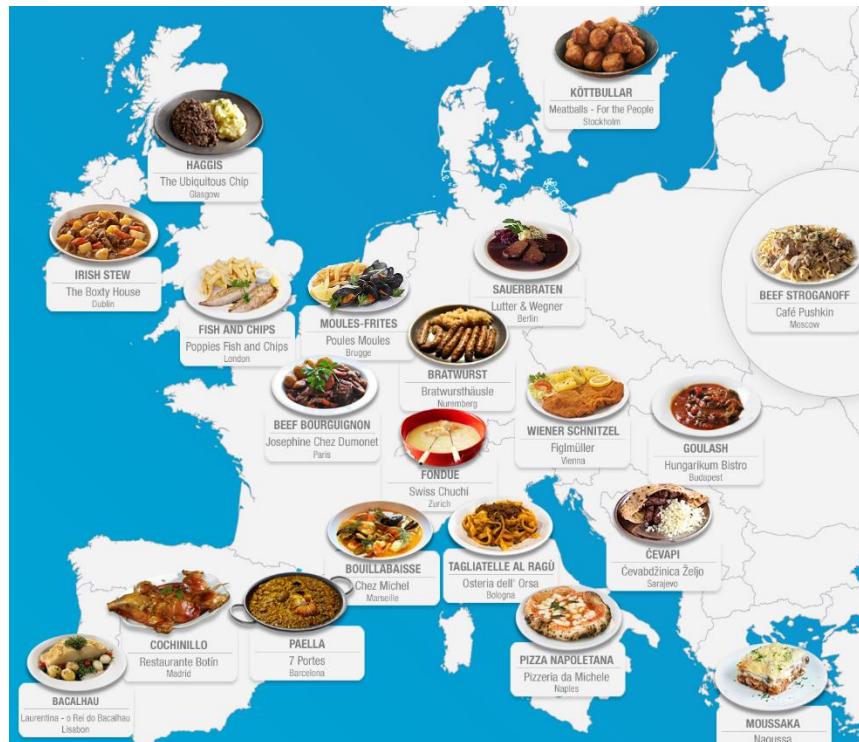 KÖTTBULLAR
Meatballs - For the People
Stockholm
HAGGIS
The Ubiquitous Chip
Glasgow
IRISH STEW
The Boxty House
Dublin
FISH AND CHIPS
Poppies Fish and Chips
London
MOULES-FRITES
Poules Moules
Brugge
SAUERBRATEN
Lutter & Wegner
Berlin
BEEF STROGANOFF
Café Pushkin
Moscow
BRATWURST
Bratwursthäusle
Nuremberg
BEEF BOURGUIGNON
Josephine Chez Dumonet
Paris
WIENER SCHNITZEL
Figlmüller
Vienna
GOULASH
Hungarikum Bistro
Budapest
FONDUE
Swiss Chuchi
Zurich
BOUILLABAISSE
Chez Michel
Marseille
TAGLIATELLE AL RAGÙ
Osteria dell' Orsa
Bologna
ĆEVAPI
Ćevabdžinica Željo
Sarajevo
COCHINILLO
Restaurante Botín
Madrid
PAELLA
7 Portes
Barcelona
PIZZA NAPOLETANA
Pizzeria da Michele
Naples
BACALHAU
Laurentina - o Rei do Bacalhau
Lisabon
MOUSSAKA
Naoussa